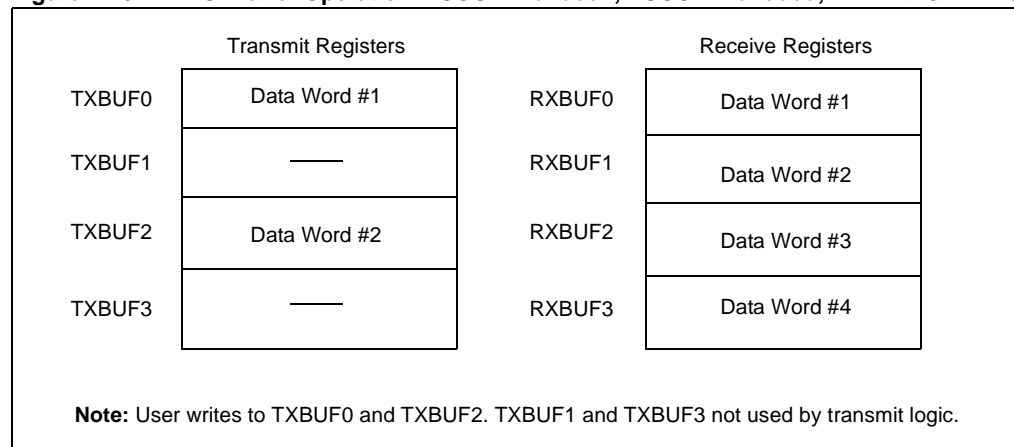 Transmit Registers
Receive Registers
TXBUF0
Data Word #1
RXBUF0
Data Word #1
TXBUF1
RXBUF1
Data Word #2
TXBUF2
Data Word #2
RXBUF2
Data Word #3
TXBUF3
RXBUF3
Data Word #4
Note: User writes to TXBUF0 and TXBUF2. TXBUF1 and TXBUF3 not used by transmit logic.